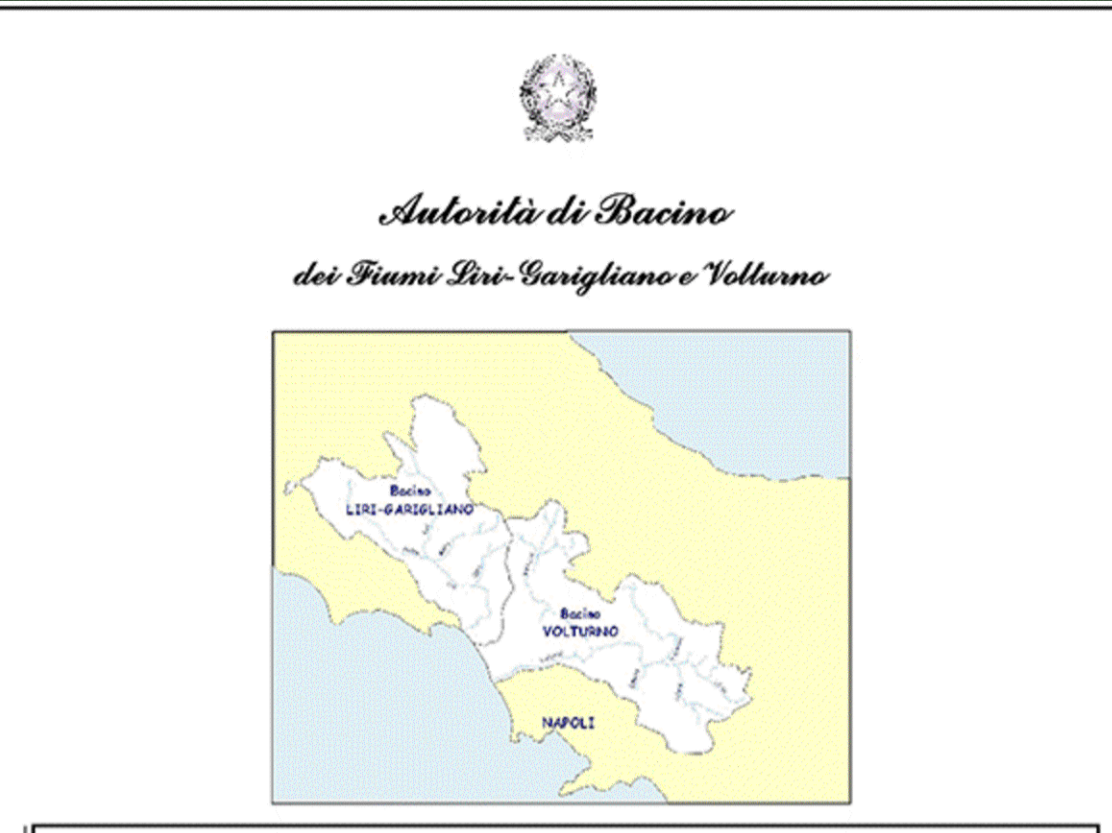 Autorità di Bacino
dei Fiumi Liri-Garigliano e Volturno
Bacino
LIRI-GARIGLIANO
Bacino
VOLTURNO
NAPOLI